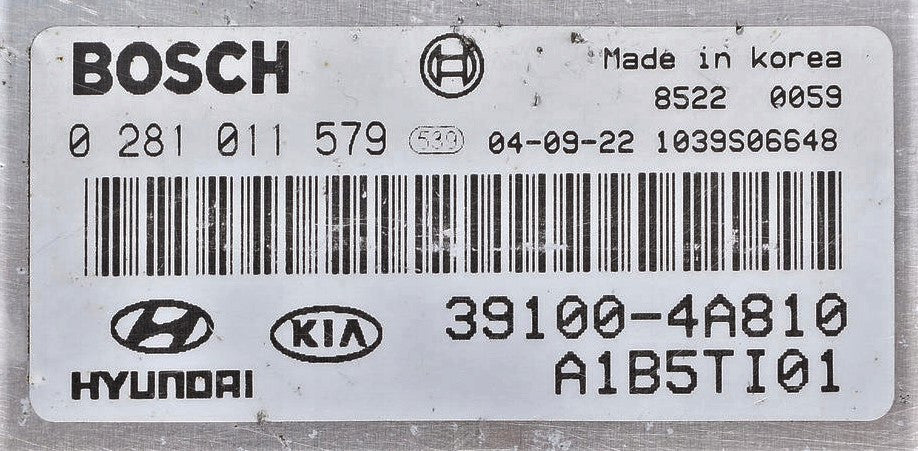 BOSCH
Made in korea
8522 0059
0 281 011 579 539 04-09-22 1039S06648
39100-4A810
HYUNDAI KIA
A1B5TI01